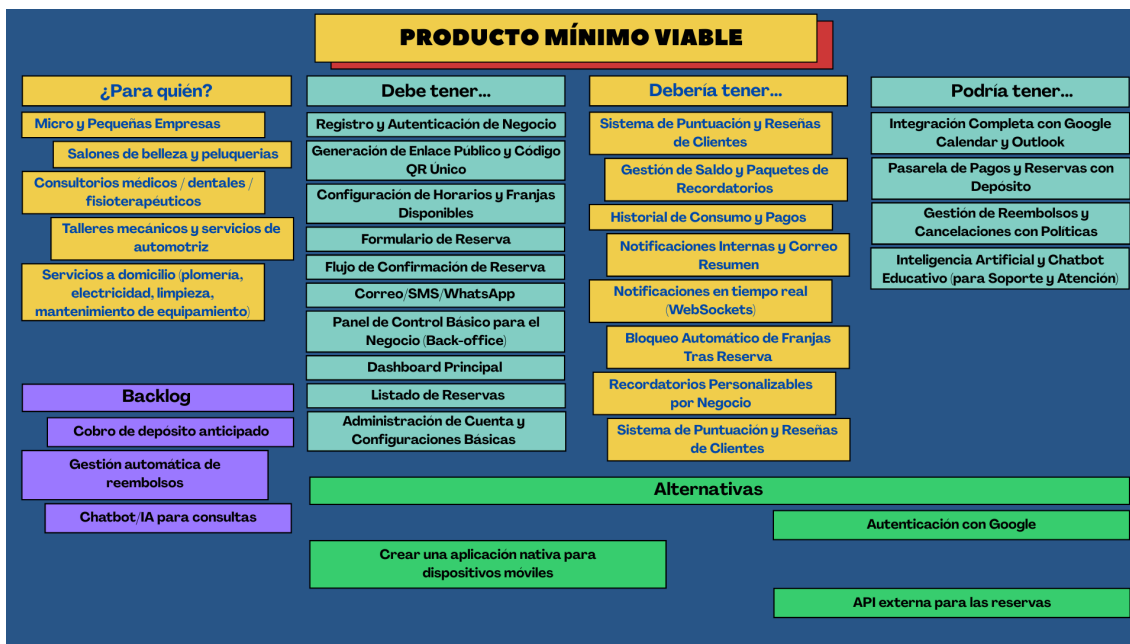 PRODUCTO MÍNIMO VIABLE
¿Para quién?
Micro y Pequeñas Empresas
Salones de belleza y peluquerias
Consultorios médicos / dentales /
fisioterapéuticos
Talleres mecánicos y servicios de
automotriz
Servicios a domicilio (plomería,
electricidad, limpieza,
mantenimiento de equipamiento)
Backlog
Cobro de depósito anticipado
Gestión automática de
reembolsos
Chatbot/IA para consultas
Debe tener...
Registro y Autenticación de Negocio
Generación de Enlace Público y Código
QR Único
Configuración de Horarios y Franjas
Disponibles
Formulario de Reserva
Flujo de Confirmación de Reserva
Correo/SMS/WhatsApp
Panel de Control Básico para el
Negocio (Back-office)
Dashboard Principal
Listado de Reservas
Administración de Cuenta y
Configuraciones Básicas
Debería tener...
Sistema de Puntuación y Reseñas
de Clientes
Gestión de Saldo y Paquetes de
Recordatorios
Historial de Consumo y Pagos
Notificaciones Internas y Correo
Resumen
Notificaciones en tiempo real
(WebSockets)
Bloqueo Automático de Franjas
Tras Reserva
Recordatorios Personalizables
por Negocio
Sistema de Puntuación y Reseñas
de Clientes
Podría tener...
Integración Completa con Google
Calendar y Outlook
Pasarela de Pagos y Reservas con
Depósito
Gestión de Reembolsos y
Cancelaciones con Políticas
Inteligencia Artificial y Chatbot
Educativo (para Soporte y Atención)
Alternativas
Autenticación con Google
Crear una aplicación nativa para
dispositivos móviles
API externa para las reservas